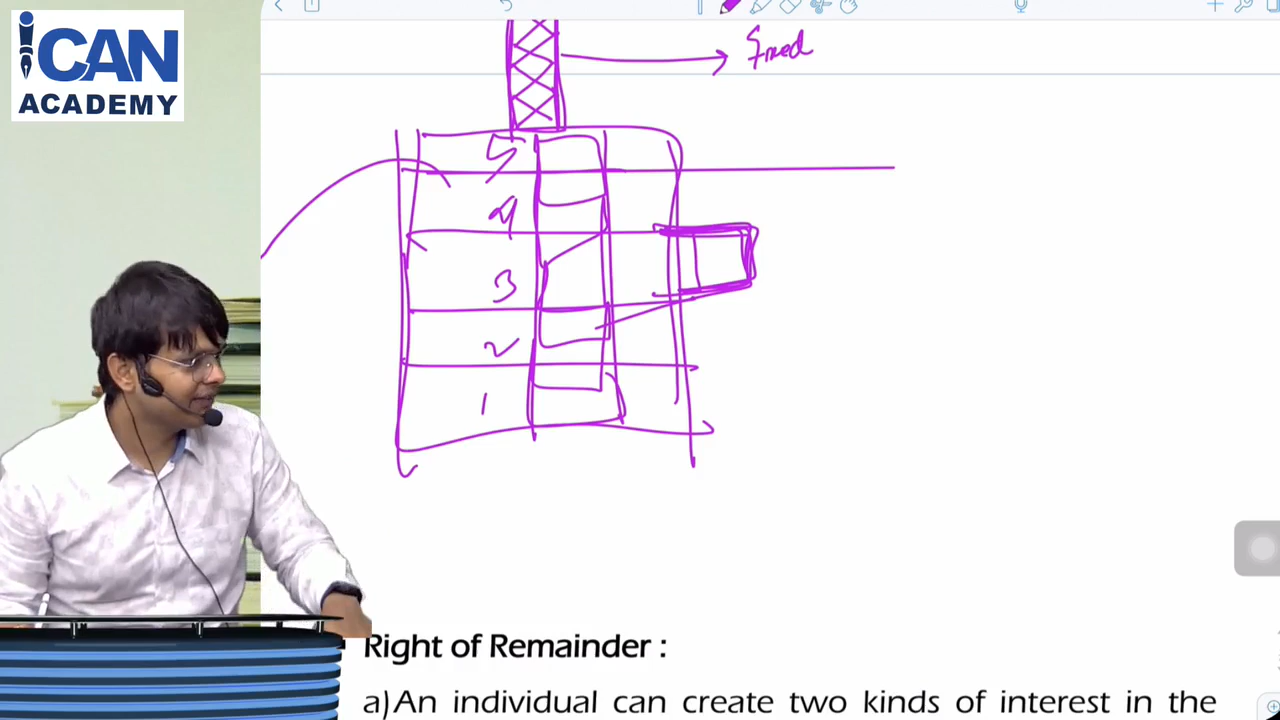 iCAN
ACADEMY
5
4
3
2
1
Right of Remainder :
a)An individual can create two kinds of interest in the